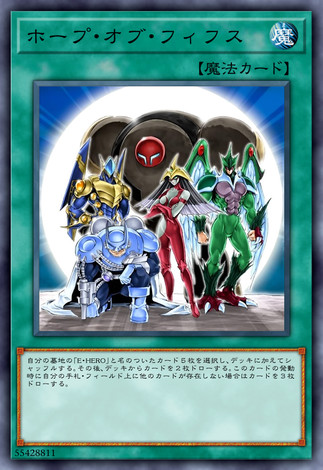 ホープ・オブ・フィフス
魔
【魔法カード】
自分の墓地の「E・HERO」と名のついたカード5枚を選択し、デッキに加えてシ
ャッフルする。その後、デッキからカードを2枚ドローする。このカードの発動
時に自分の手札・フィールド上に他のカードが存在しない場合はカードを3枚
ドローする。
55428811